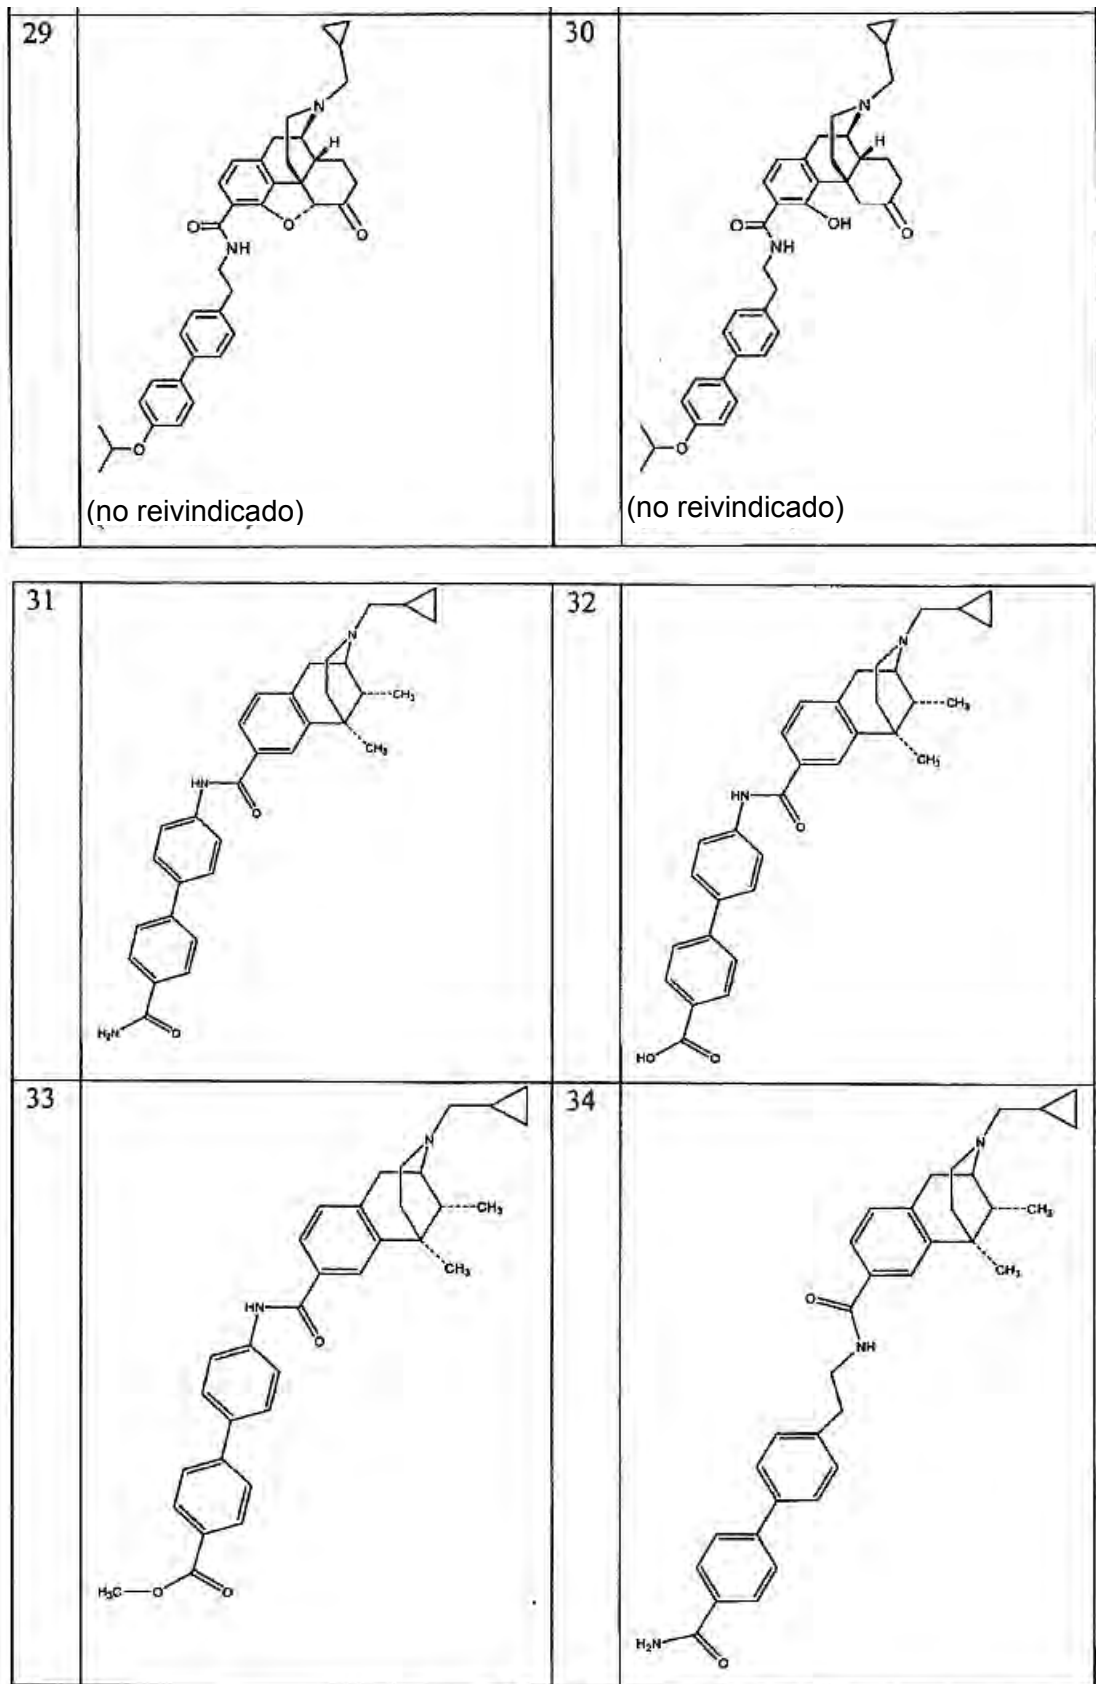 29
N
H
O
O
O
NH
O
(no reivindicado)
30
N
H
O
OH
O
NH
O
(no reivindicado)
31
N
CH3
CH3
HN
O
H2N
O
32
N
CH3
CH3
HN
O
HO
O
33
N
CH3
CH3
HN
O
H3C
O
O
34
N
CH3
CH3
O
NH
H2N
O